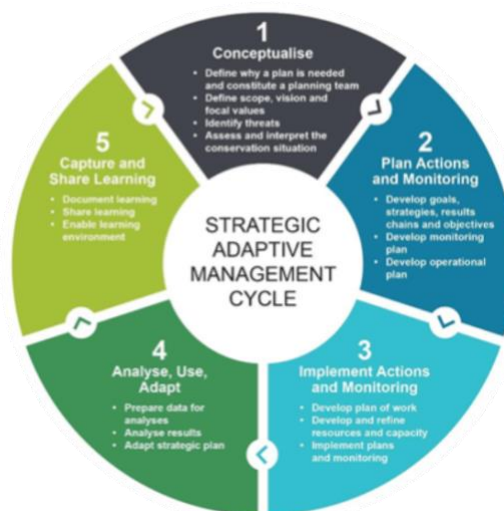 1
Conceptualise
• Define why a plan is needed
and constitute a planning team
• Define scope, vision and
focal values
• Identify threats
• Assess and interpret the
conservation situation
2
Plan Actions
and Monitoring
• Develop goals,
strategies, results
chains and objectives
• Develop monitoring
plan
• Develop operational
plan
3
Implement Actions
and Monitoring
• Develop plan of work
• Develop and refine
resources and capacity
• Implement plans
and monitoring
4
Analyse, Use,
Adapt
• Prepare data for
analyses
• Analyse results
• Adapt strategic plan
5
Capture and
Share Learning
• Document learning
• Share learning
• Enable learning
environment
STRATEGIC
ADAPTIVE
MANAGEMENT
CYCLE